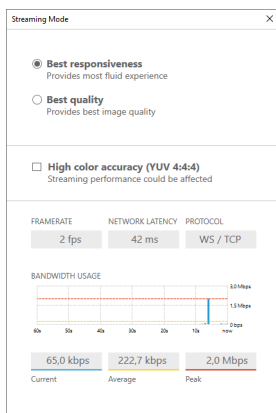 Streaming Mode
Best responsiveness
Provides most fluid experience
Best quality
Provides best image quality
High color accuracy (YUV 4:4:4)
Streaming performance could be affected
FRAMERATE NETWORK LATENCY PROTOCOL
2 fps 42 ms WS / TCP
BANDWIDTH USAGE
3,0 Mbps
1,5 Mbps
0 bps
60s 50s 40s 30s 20s 10s now
65,0 kbps 222,7 kbps 2,0 Mbps
Current Average Peak